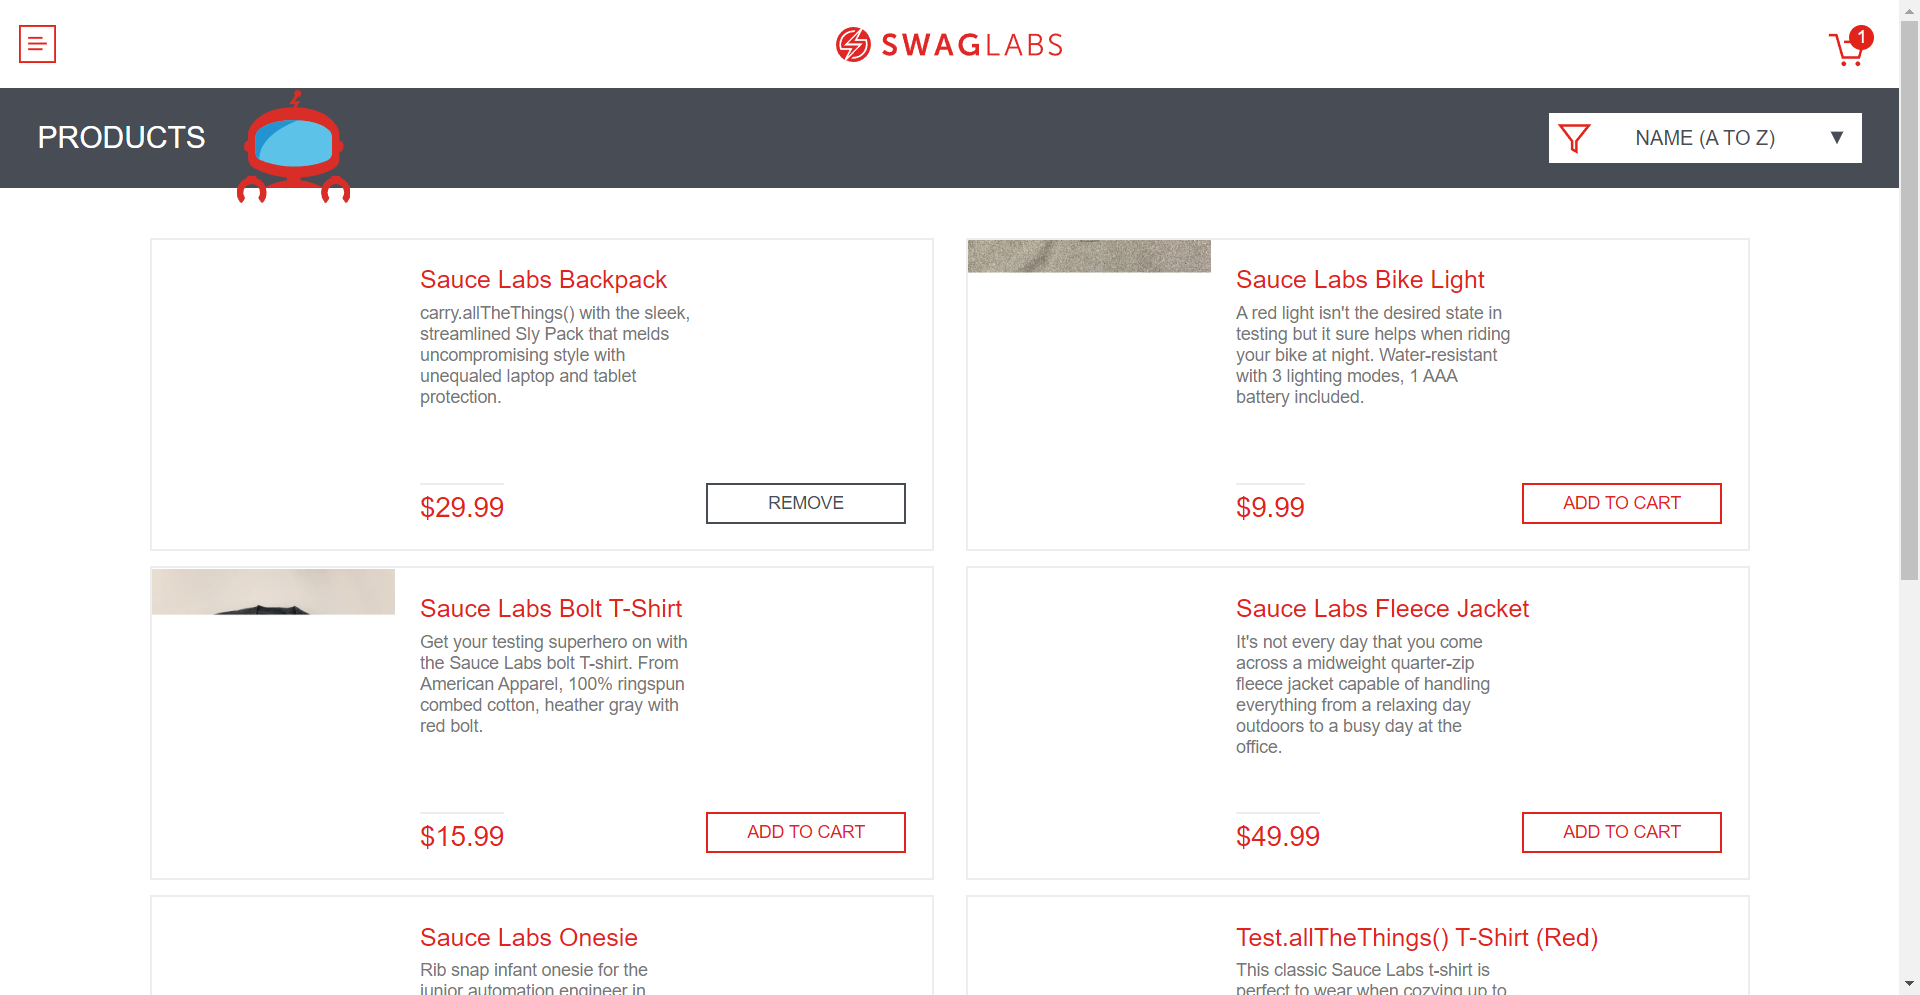 SWAGLABS
1
PRODUCTS
NAME (A TO Z)
Sauce Labs Backpack
carry.allTheThings() with the sleek,
streamlined Sly Pack that melds
uncompromising style with
unequaled laptop and tablet
protection.
$29.99
REMOVE
Sauce Labs Bike Light
A red light isn't the desired state in
testing but it sure helps when riding
your bike at night. Water-resistant
with 3 lighting modes, 1 AAA
battery included.
$9.99
ADD TO CART
Sauce Labs Bolt T-Shirt
Get your testing superhero on with
the Sauce Labs bolt T-shirt. From
American Apparel, 100% ringspun
combed cotton, heather gray with
red bolt.
$15.99
ADD TO CART
Sauce Labs Fleece Jacket
It's not every day that you come
across a midweight quarter-zip
fleece jacket capable of handling
everything from a relaxing day
outdoors to a busy day at the
office.
$49.99
ADD TO CART
Sauce Labs Onesie
Rib snap infant onesie for the
junior automation engineer in
Test.allTheThings() T-Shirt (Red)
This classic Sauce Labs t-shirt is
perfect to wear when cozying up to